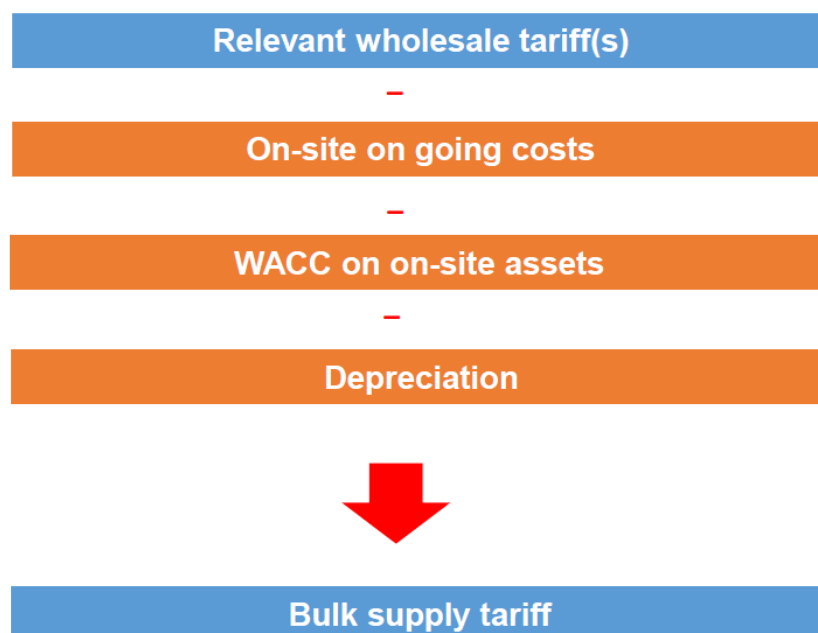 Relevant wholesale tariff(s)
–
On-site on going costs
–
WACC on on-site assets
–
Depreciation
Bulk supply tariff